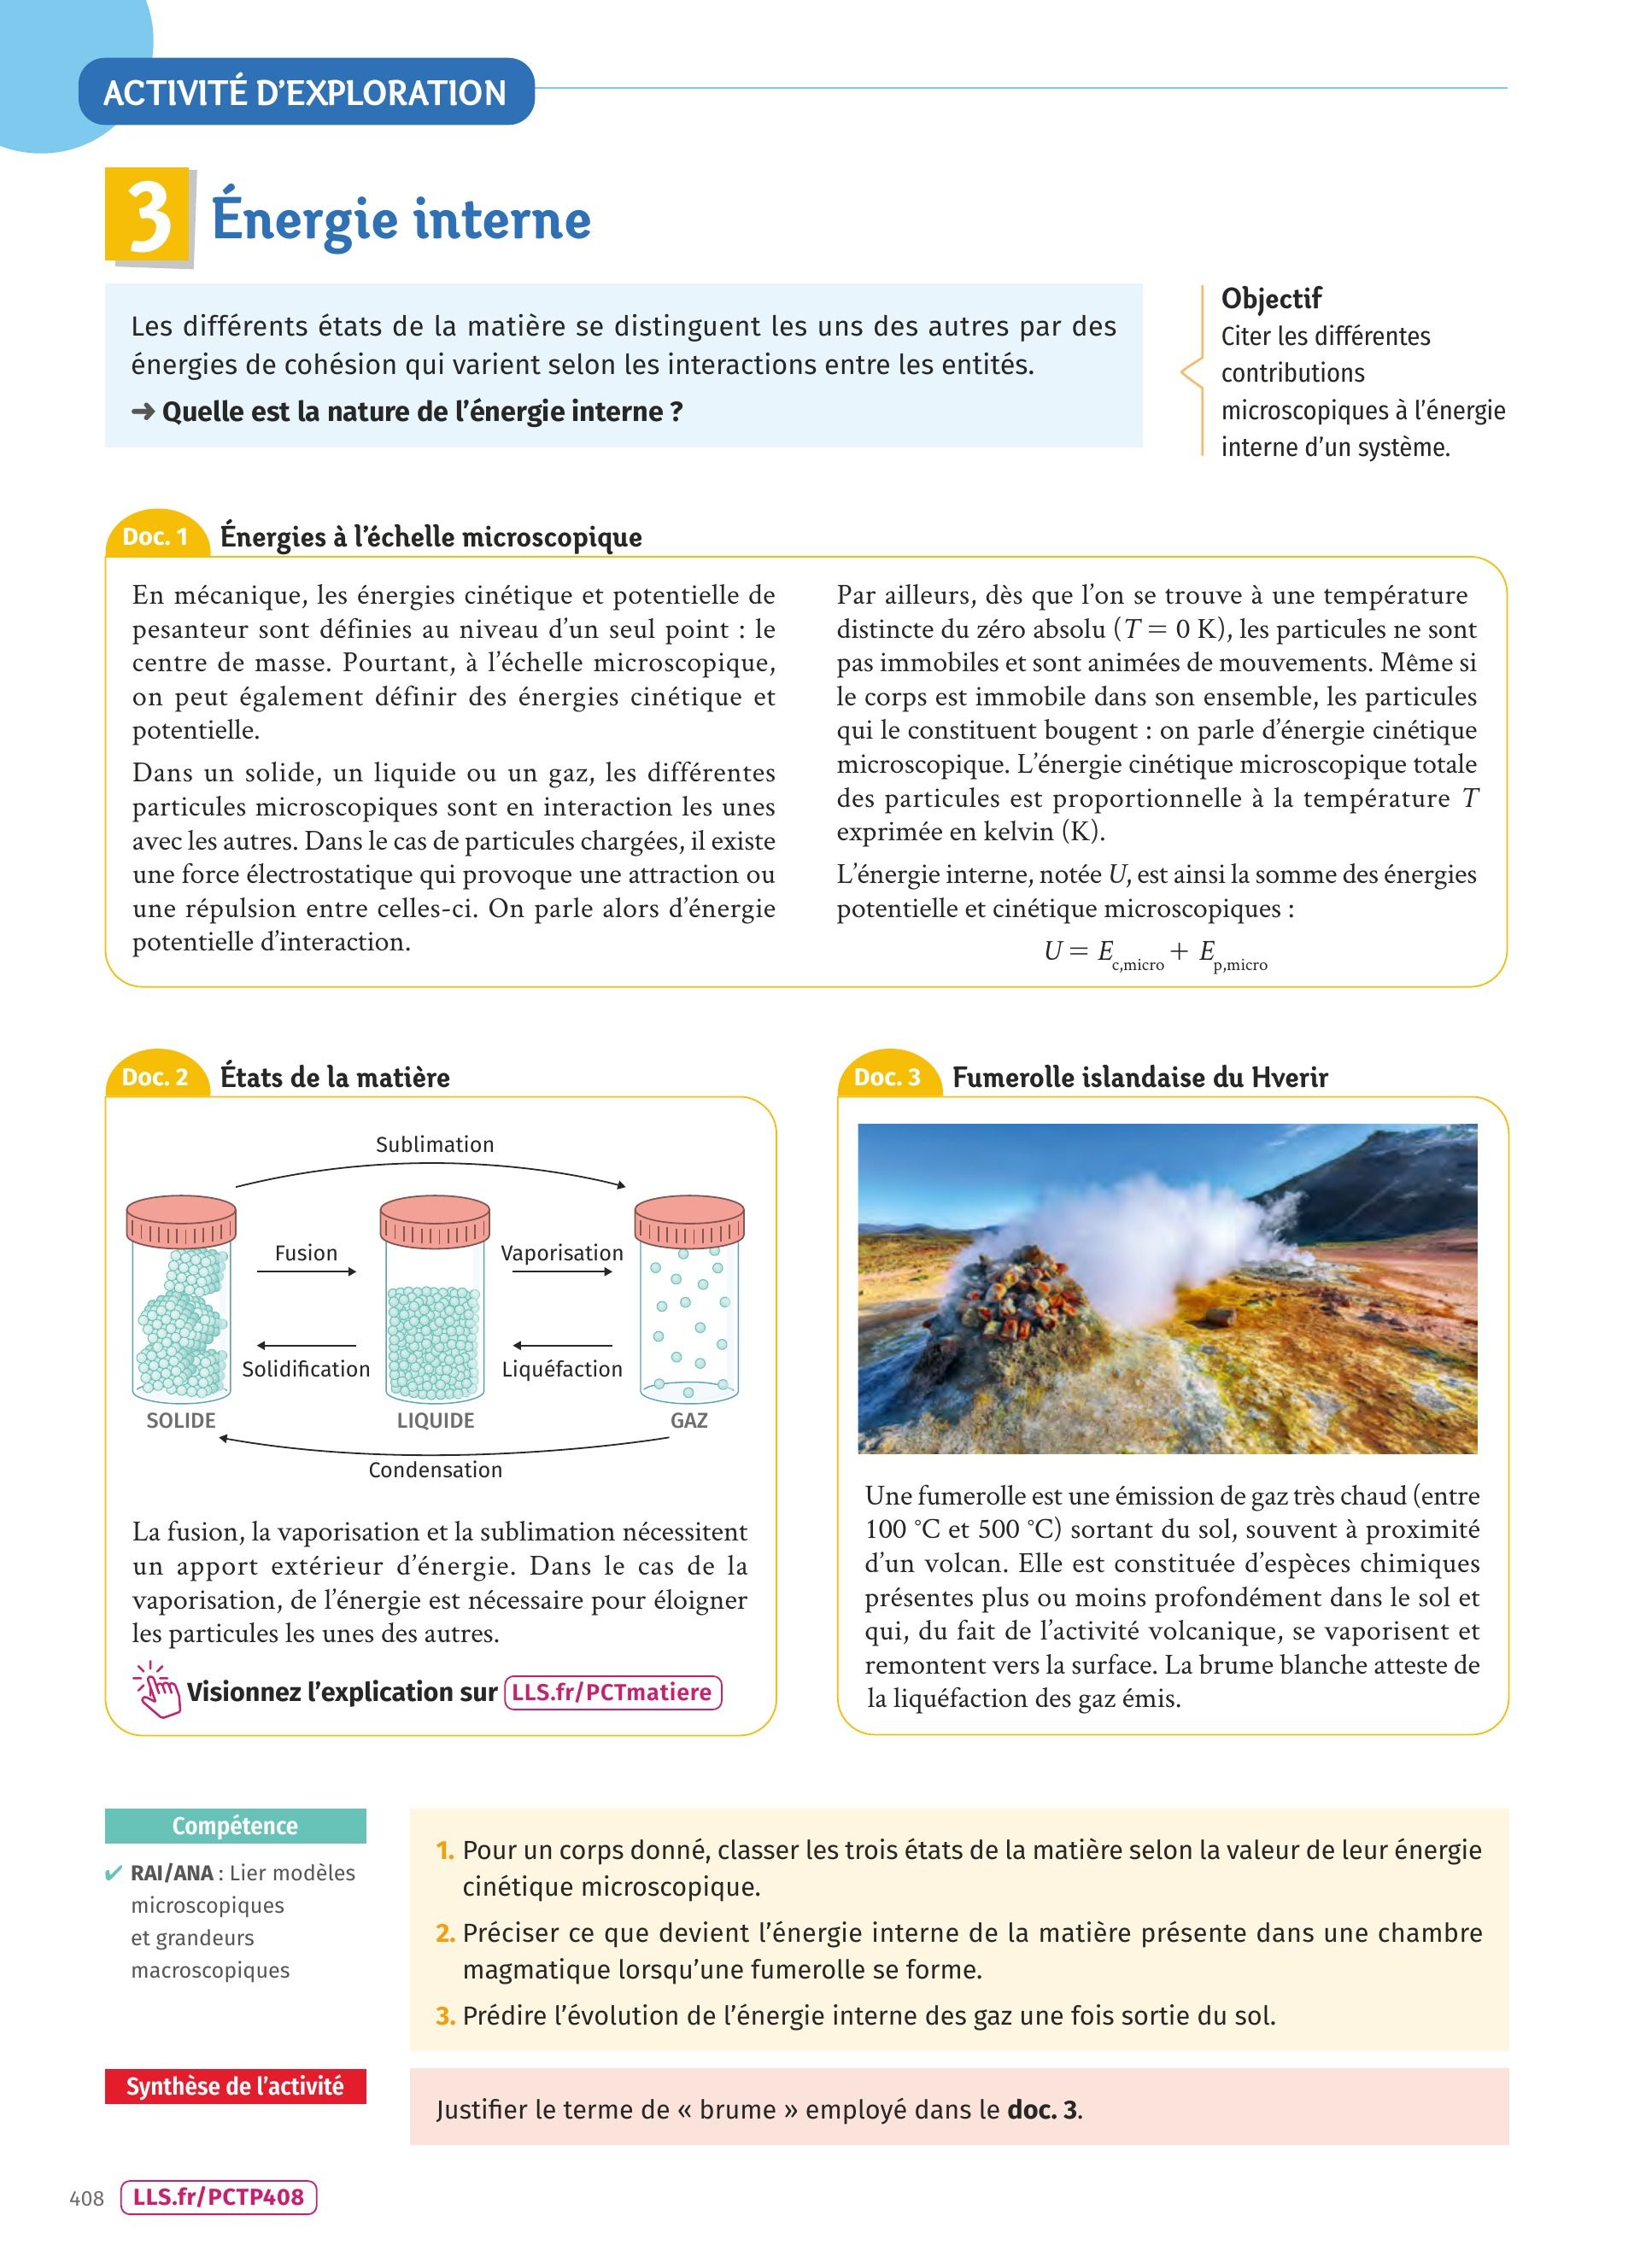 ACTIVITÉ D'EXPLORATION
3 Énergie interne
Les différents états de la matière se distinguent les uns des autres par des
énergies de cohésion qui varient selon les interactions entre les entités.
➜ Quelle est la nature de l'énergie interne ?
Objectif
Citer les différentes
contributions
microscopiques à l'énergie
interne d'un système.
Doc. 1 Énergies à l'échelle microscopique
En mécanique, les énergies cinétique et potentielle de
pesanteur sont définies au niveau d'un seul point : le
centre de masse. Pourtant, à l'échelle microscopique,
on peut également définir des énergies cinétique et
potentielle.
Dans un solide, un liquide ou un gaz, les différentes
particules microscopiques sont en interaction les unes
avec les autres. Dans le cas de particules chargées, il existe
une force électrostatique qui provoque une attraction ou
une répulsion entre celles-ci. On parle alors d'énergie
potentielle d'interaction.
Par ailleurs, dès que l'on se trouve à une température
distincte du zéro absolu (T = 0 K), les particules ne sont
pas immobiles et sont animées de mouvements. Même si
le corps est immobile dans son ensemble, les particules
qui le constituent bougent : on parle d'énergie cinétique
microscopique. L'énergie cinétique microscopique totale
des particules est proportionnelle à la température T
exprimée en kelvin (K).
L'énergie interne, notée U, est ainsi la somme des énergies
potentielle et cinétique microscopiques :
U = E c,micro + E p,micro
Doc. 2 États de la matière
Sublimation
Fusion
Vaporisation
Solidification
Liquéfaction
SOLIDE
LIQUIDE
GAZ
Condensation
La fusion, la vaporisation et la sublimation nécessitent
un apport extérieur d'énergie. Dans le cas de la
vaporisation, de l'énergie est nécessaire pour éloigner
les particules les unes des autres.
Visionnez l'explication sur LLS.fr/PCTmatiere
Doc. 3 Fumerolle islandaise du Hverir
Une fumerolle est une émission de gaz très chaud (entre
100 °C et 500 °C) sortant du sol, souvent à proximité
d'un volcan. Elle est constituée d'espèces chimiques
présentes plus ou moins profondément dans le sol et
qui, du fait de l'activité volcanique, se vaporisent et
remontent vers la surface. La brume blanche atteste de
la liquéfaction des gaz émis.
Compétence
✔ RAI/ANA : Lier modèles
microscopiques
et grandeurs
macroscopiques
1. Pour un corps donné, classer les trois états de la matière selon la valeur de leur énergie
cinétique microscopique.
2. Préciser ce que devient l'énergie interne de la matière présente dans une chambre
magmatique lorsqu'une fumerolle se forme.
3. Prédire l'évolution de l'énergie interne des gaz une fois sortie du sol.
Synthèse de l'activité
Justifier le terme de « brume » employé dans le doc. 3.
408 LLS.fr/PCTP408